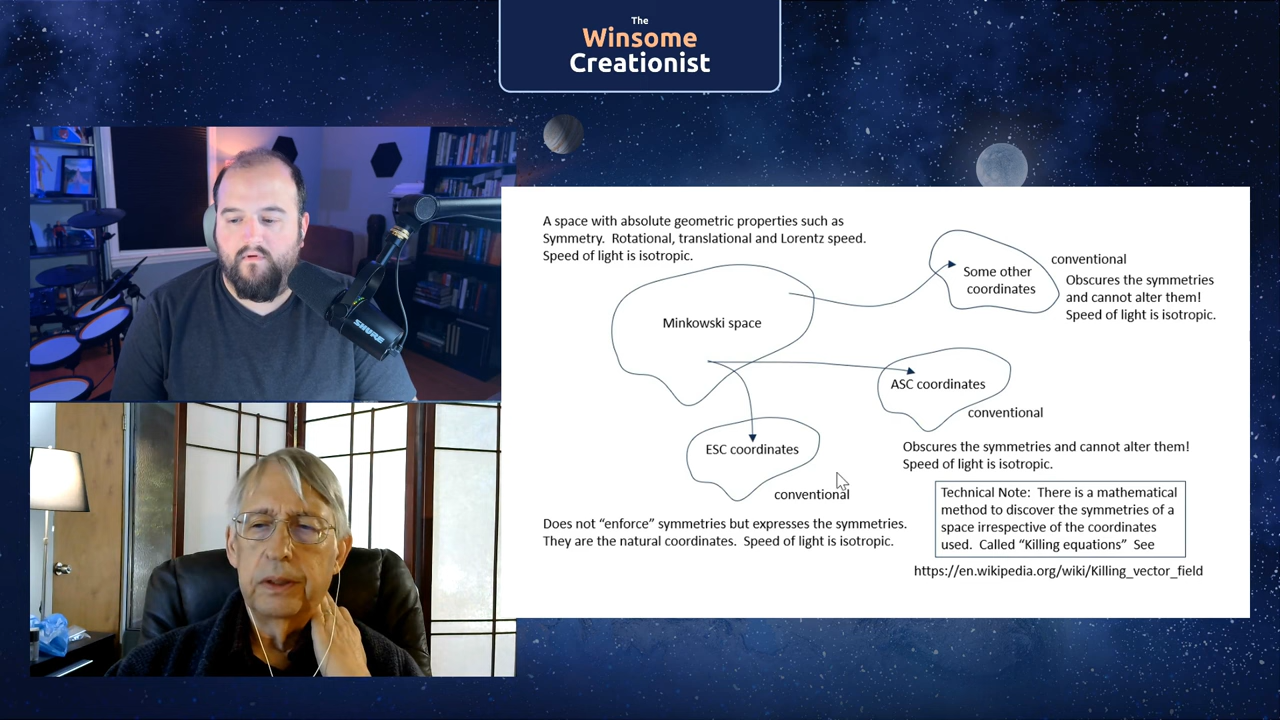 The
Winsome
Creationist
A space with absolute geometric properties such as
Symmetry. Rotational, translational and Lorentz speed.
Speed of light is isotropic.
Minkowski space
Some other
coordinates
conventional
Obscures the symmetries
and cannot alter them!
Speed of light is isotropic.
ASC coordinates
conventional
Obscures the symmetries and cannot alter them!
Speed of light is isotropic.
ESC coordinates
conventional
Does not “enforce” symmetries but expresses the symmetries.
They are the natural coordinates. Speed of light is isotropic.
Technical Note: There is a mathematical
method to discover the symmetries of a
space irrespective of the coordinates
used. Called “Killing equations” See
https://en.wikipedia.org/wiki/Killing_vector_field
SHURE